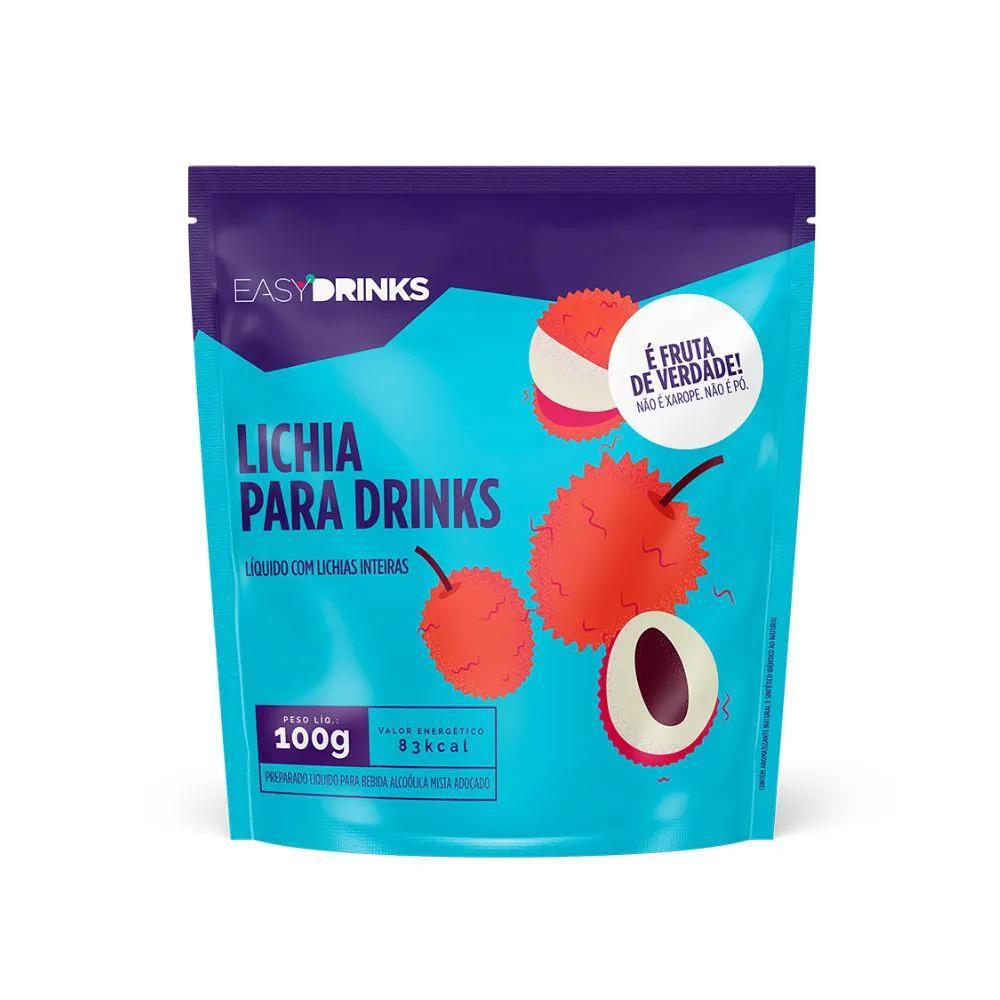 EASYDRINKS
É FRUTA
DE VERDADE!
NÃO É XAROPE. NÃO É PÓ.
LICHIA
PARA DRINKS
LÍQUIDO COM LICHIAS INTEIRAS
PESO LÍQ.:
100g
VALOR ENERGÉTICO
83kcal
PREPARADO LÍQUIDO PARA BEBIDA ALCOÓLICA MISTA ADOÇADO
CONTÉM AROMATIZANTE NATURAL E SINTÉTICO IDÊNTICO AO NATURAL